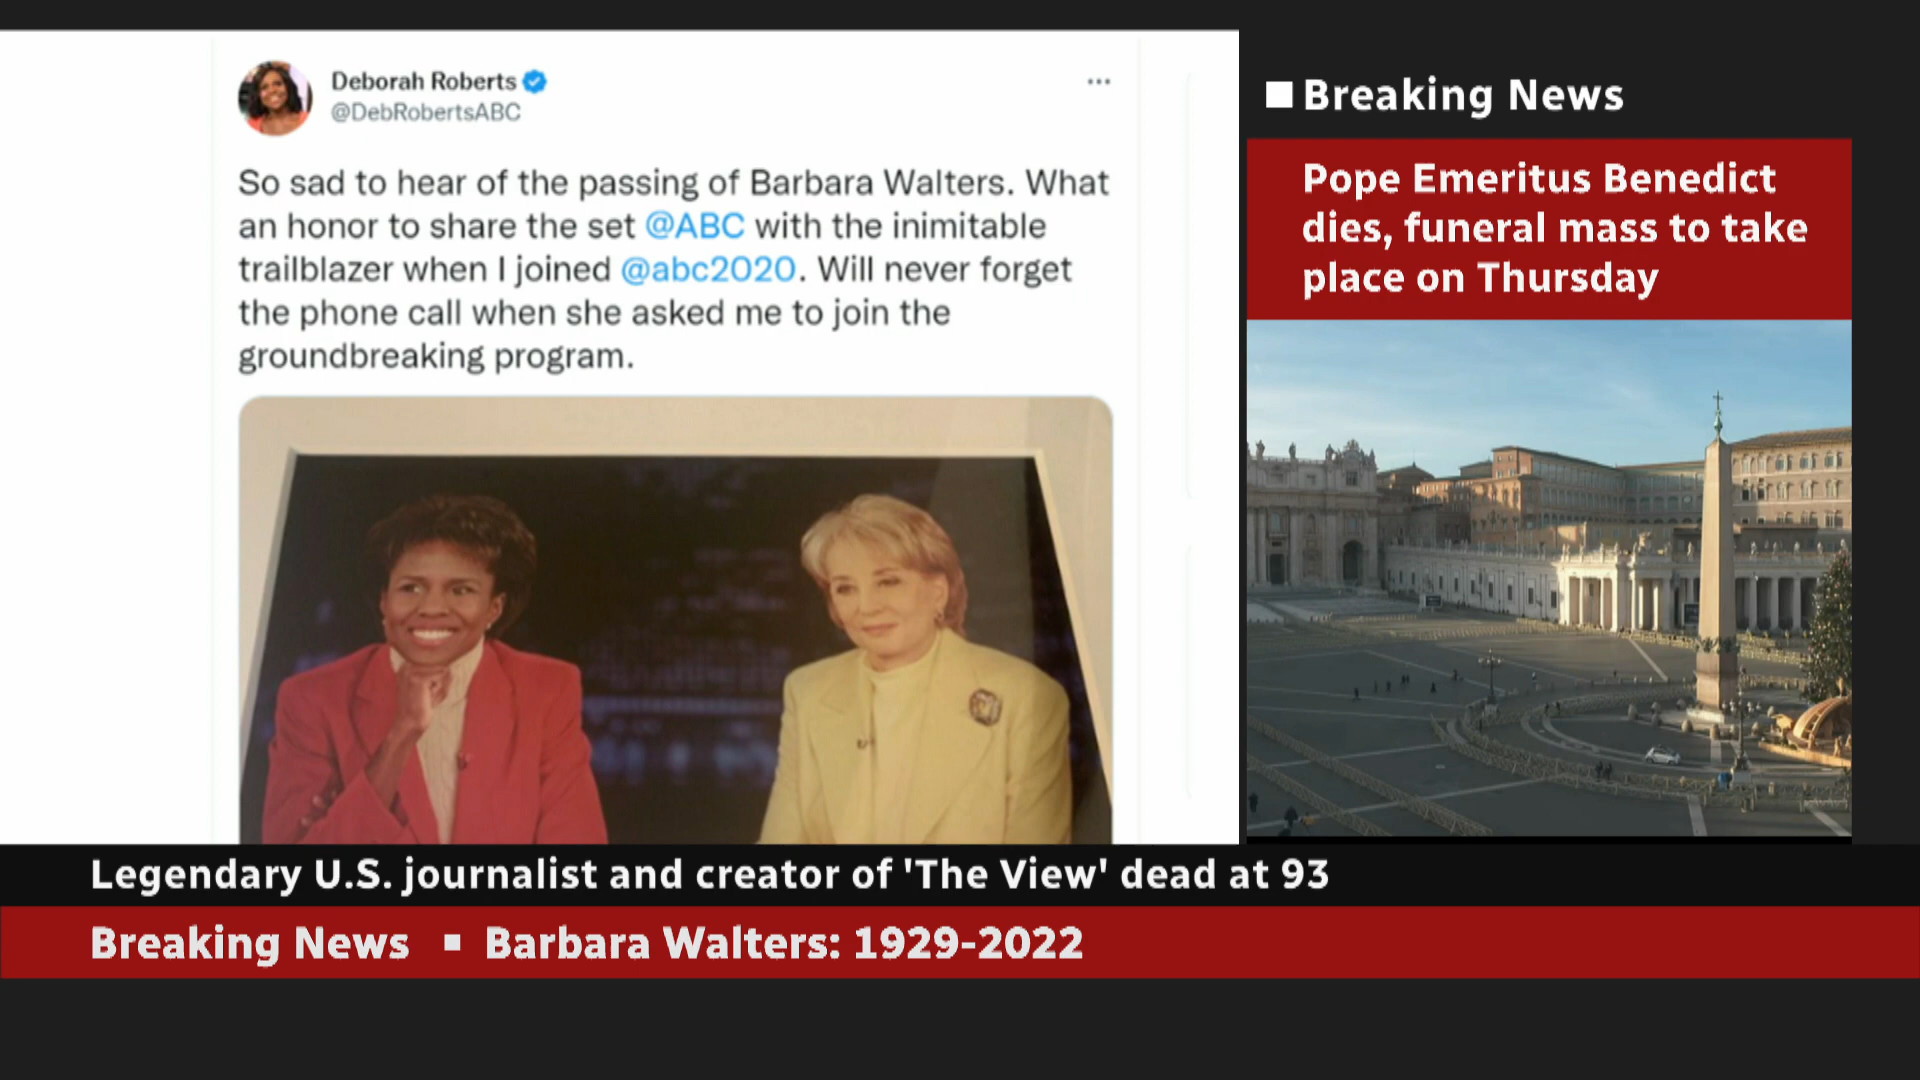 Deborah Roberts
@DebRobertsABC
So sad to hear of the passing of Barbara Walters. What
an honor to share the set @ABC with the inimitable
trailblazer when I joined @abc2020. Will never forget
the phone call when she asked me to join the
groundbreaking program.
Breaking News
Pope Emeritus Benedict
dies, funeral mass to take
place on Thursday
Legendary U.S. journalist and creator of 'The View' dead at 93
Breaking News ▪ Barbara Walters: 1929-2022